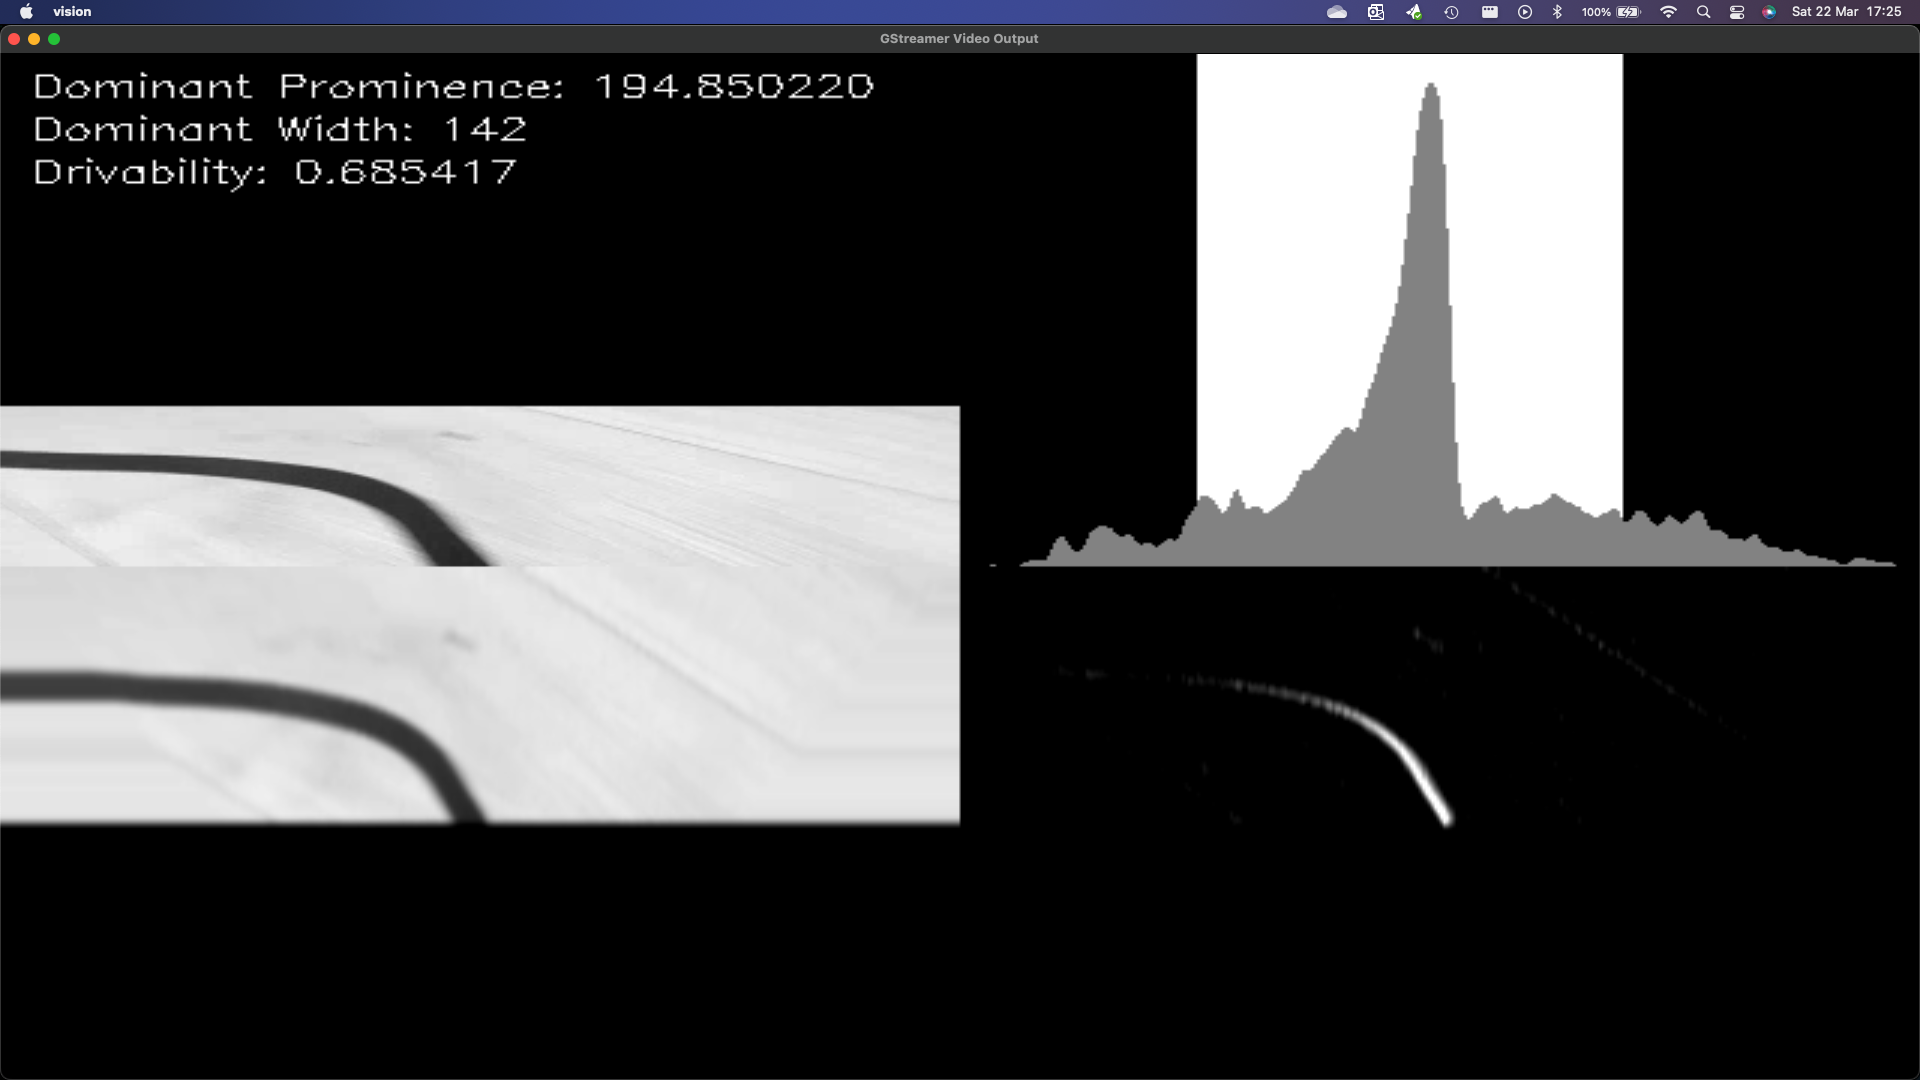 vision
100%
Sat 22 Mar 17:25
GStreamer Video Output
Dominant Prominence: 194.850220
Dominant Width: 142
Drivability: 0.685417